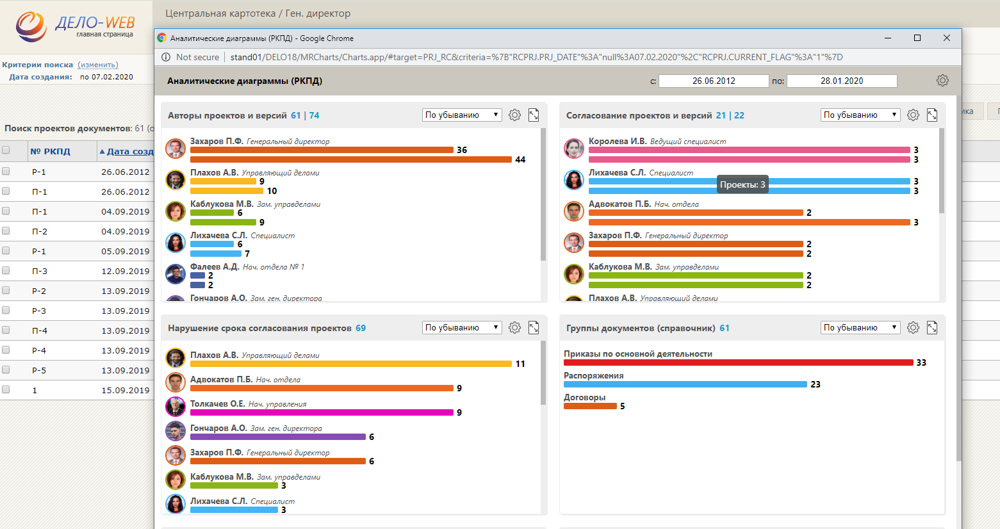 ДЕЛО-WEB
главная страница
Центральная картотека / Ген. директор
Критерии поиска (изменить)
Дата создания: по 07.02.2020
Поиск проектов документов: 61
№ РКПД Дата созд
Р-1 26.06.2012
П-1 26.06.2012
П-1 04.09.2019
П-2 04.09.2019
Р-1 05.09.2019
П-3 12.09.2019
Р-2 13.09.2019
Р-3 13.09.2019
П-4 13.09.2019
Р-4 13.09.2019
Р-5 13.09.2019
1 15.09.2019
Аналитические диаграммы (РКПД) - Google Chrome
Not secure | stand01/DELO18/MRCharts/Charts.app/#target=PRJ_RC&criteria=%7B"RCPRJ.PRJ_DATE"%3A"null%3A07.02.2020"%2C"RCPRJ.CURRENT_FLAG"%3A"1"%7D
Аналитические диаграммы (РКПД) с: 26.06.2012 по: 28.01.2020
Авторы проектов и версий 61 | 74 По убыванию
Захаров П.Ф. Генеральный директор
36
44
Плахов А.В. Управляющий делами
9
10
Каблукова М.В. Зам. управделами
6
9
Лихачева С.Л. Специалист
6
7
Фалеев А.Д. Нач. отдела № 1
2
2
Гончаров А.О. Зам. ген. директора
Согласование проектов и версий 21 | 22 По убыванию
Королева И.В. Ведущий специалист
3
3
Лихачева С.Л. Специалист
3
Проекты: 3
3
Адвокатов П.Б. Нач. отдела
2
3
Захаров П.Ф. Генеральный директор
2
2
Каблукова М.В. Зам. управделами
2
2
Плахов А.В. Управляющий делами
Нарушение срока согласования проектов 69 По убыванию
Плахов А.В. Управляющий делами
11
Адвокатов П.Б. Нач. отдела
9
Толкачев О.Е. Нач. управления
9
Гончаров А.О. Зам. ген. директора
6
Захаров П.Ф. Генеральный директор
6
Каблукова М.В. Зам. управделами
3
Лихачева С.Л. Специалист
3
Группы документов (справочник) 61 По убыванию
Приказы по основной деятельности
33
Распоряжения
23
Договоры
5